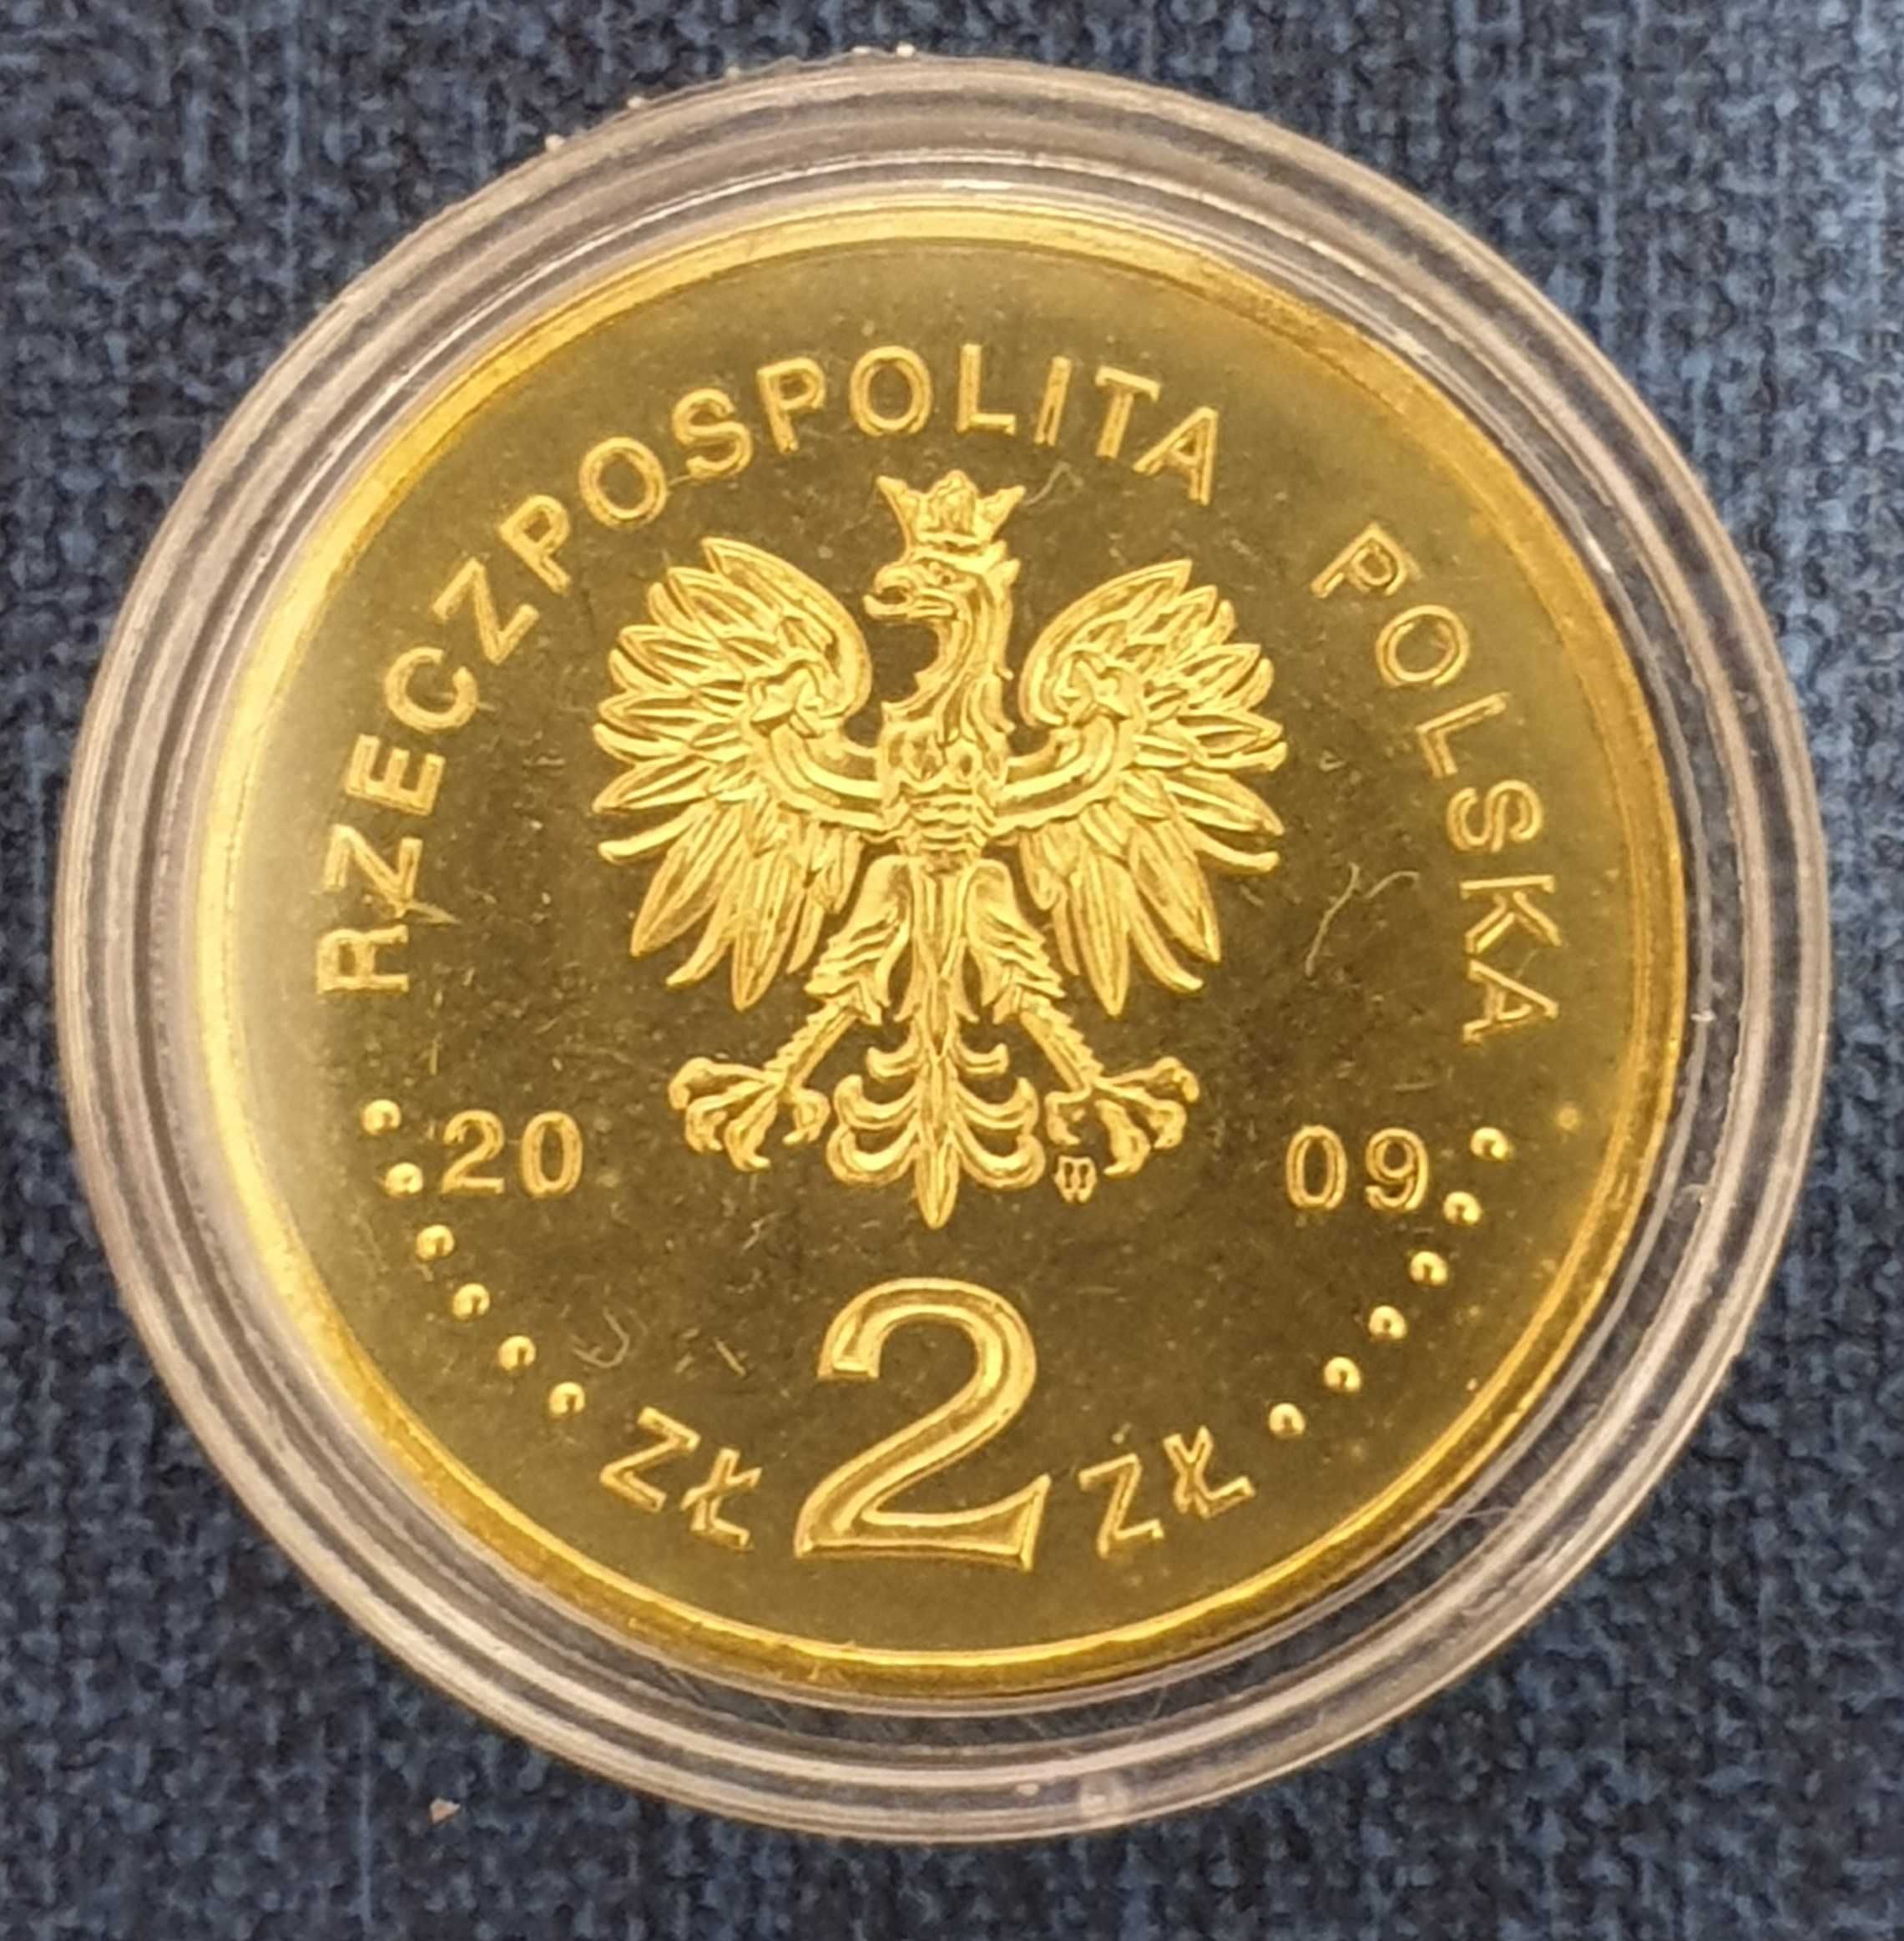 RZECZPOSPOLITA POLSKA
20 09
ZŁ 2 ZŁ